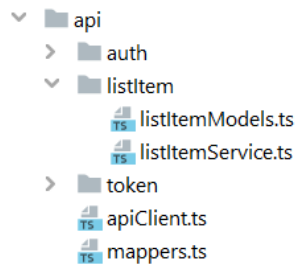 api
auth
listItem
TS listItemModels.ts
TS listItemService.ts
token
TS apiClient.ts
TS mappers.ts